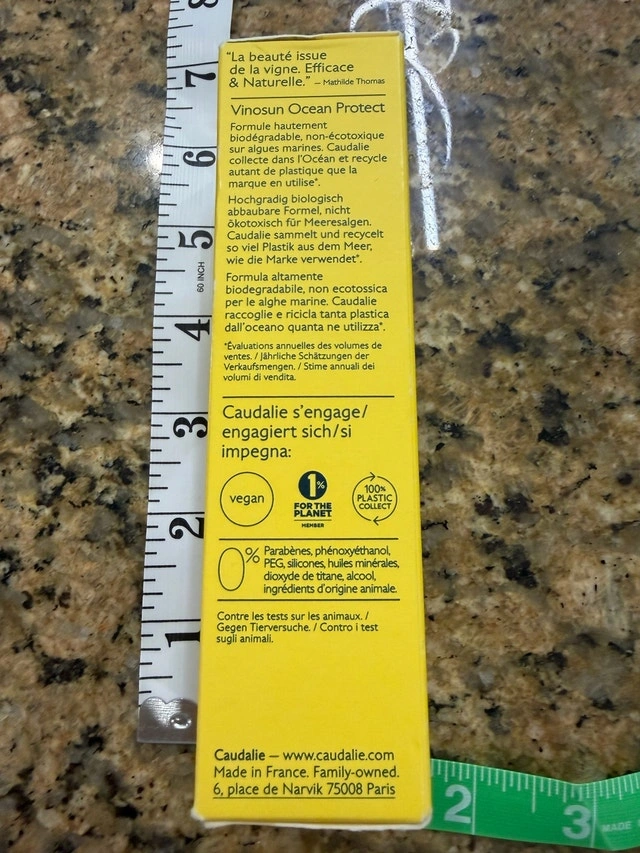 "La beauté issue
de la vigne. Efficace
& Naturelle." — Mathilde Thomas
Vinosun Ocean Protect
Formule hautement
biodégradable, non-écotoxique
sur algues marines. Caudalie
collecte dans l'Océan et recycle
autant de plastique que la
marque en utilise*.
Hochgradig biologisch
abbaubare Formel, nicht
ökotoxisch für Meeresalgen.
Caudalie sammelt und recycelt
so viel Plastik aus dem Meer,
wie die Marke verwendet*.
Formula altamente
biodegradabile, non ecotossica
per le alghe marine. Caudalie
raccoglie e ricicla tanta plastica
dall'oceano quanta ne utilizza*.
*Évaluations annuelles des volumes de
ventes. / Jährliche Schätzungen der
Verkaufsmengen. / Stime annuali dei
volumi di vendita.
Caudalie s'engage/
engagiert sich/si
impegna:
vegan
1%
FOR THE
PLANET
MEMBER
100%
PLASTIC
COLLECT
0% Parabènes, phénoxyéthanol,
PEG, silicones, huiles minérales,
dioxyde de titane, alcool,
ingrédients d'origine animale.
Contre les tests sur les animaux. /
Gegen Tierversuche. / Contro i test
sugli animali.
Caudalie — www.caudalie.com
Made in France. Family-owned.
6, place de Narvik 75008 Paris
8
7
6
5
60 INCH
4
3
2
1
2
3
MADE